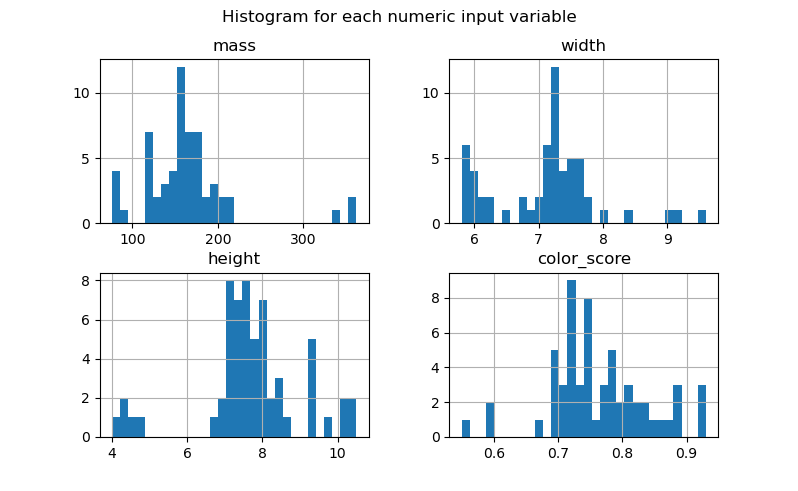 Histogram for each numeric input variable
mass
width
10
5
0
100 200 300
10
5
0
6 7 8 9
height
color_score
8
6
4
2
0
4 6 8 10
8
6
4
2
0
0.6 0.7 0.8 0.9